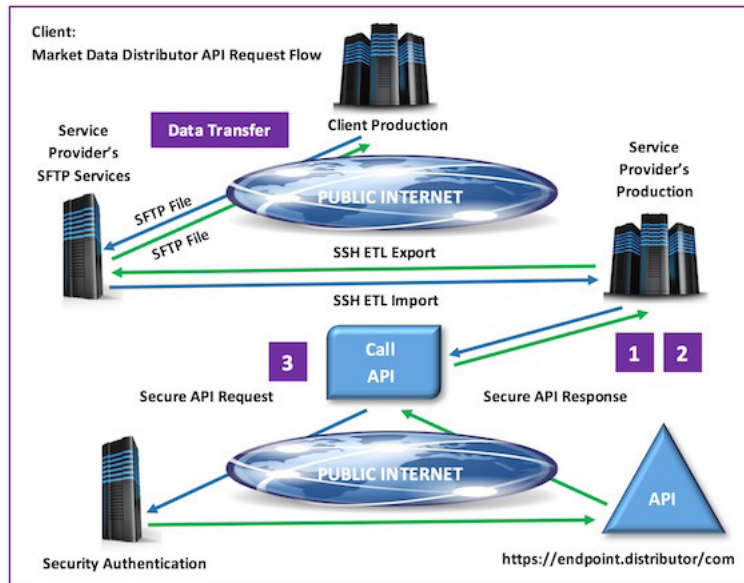 Client:
Market Data Distributor API Request Flow
Data Transfer
Client Production
Service
Provider's
SFTP Services
Service
Provider's
Production
PUBLIC INTERNET
SFTP File
SFTP File
SSH ETL Export
SSH ETL Import
3
Call
API
1
2
Secure API Request
Secure API Response
PUBLIC INTERNET
API
Security Authentication
https://endpoint.distributor/com